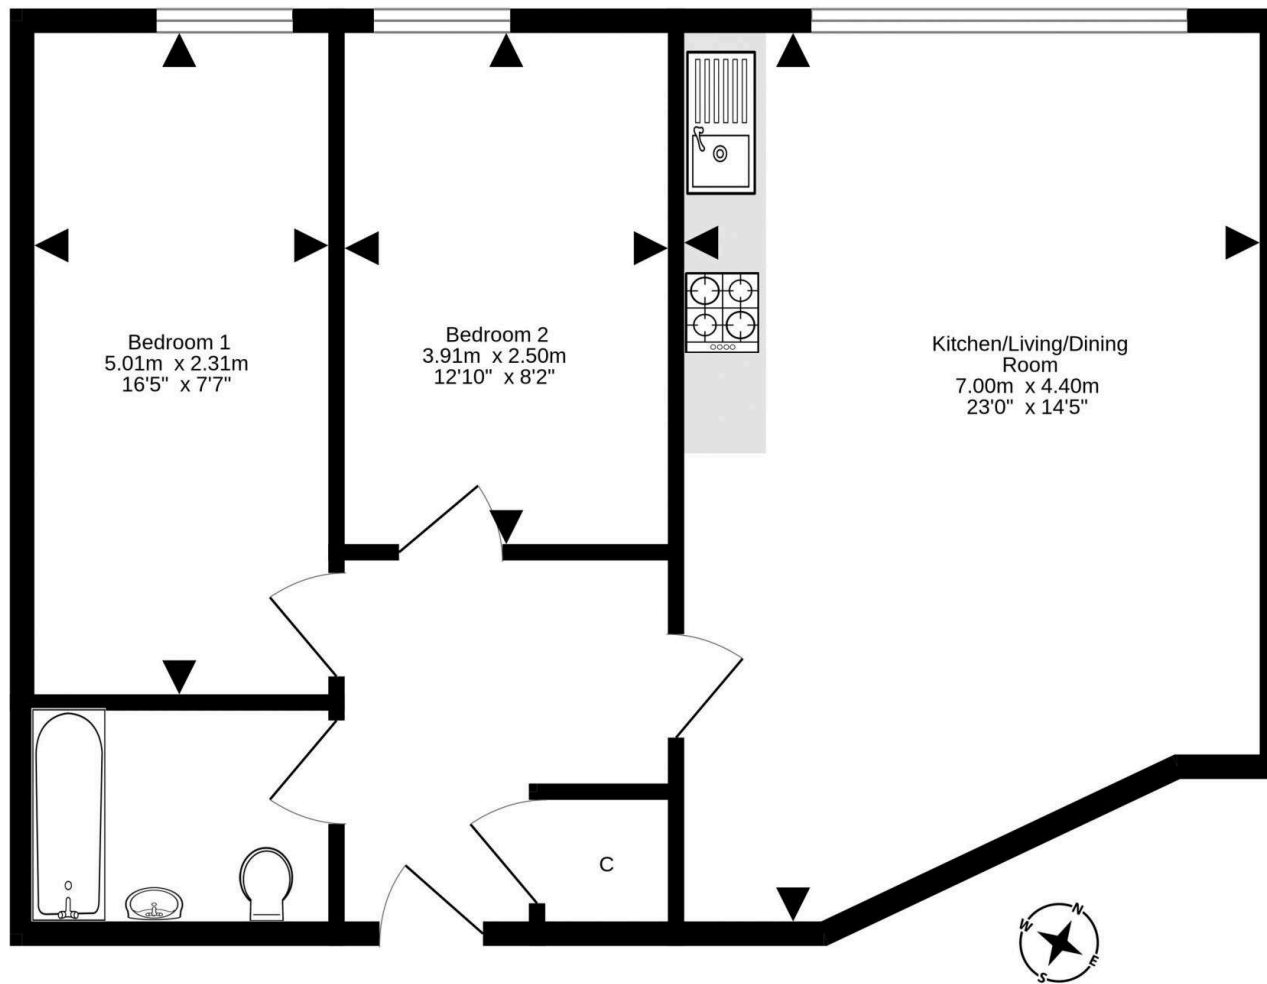 Bedroom 1
5.01m x 2.31m
16'5" x 7'7"
Bedroom 2
3.91m x 2.50m
12'10" x 8'2"
Kitchen/Living/Dining
Room
7.00m x 4.40m
23'0" x 14'5"
C
N
W
E
S